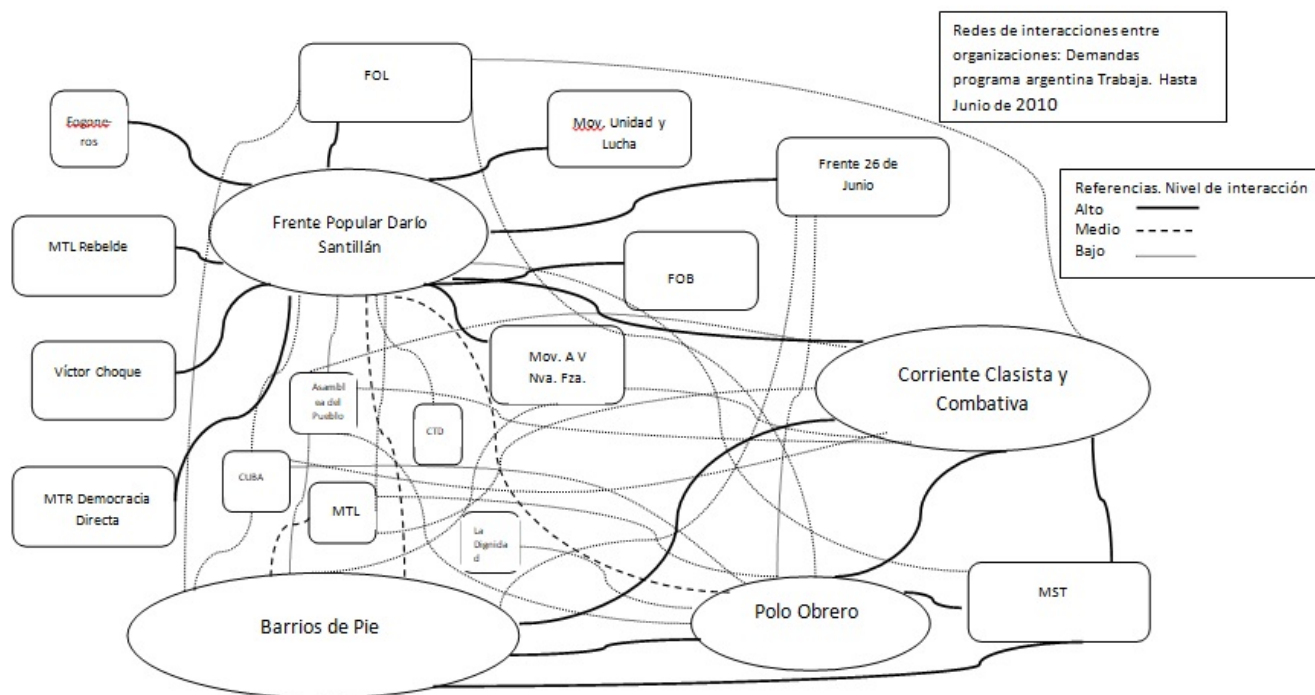 Redes de interacciones entre
organizaciones: Demandas
programa argentina Trabaja. Hasta
Junio de 2010
FOL
Fogone-
ros
Mov. Unidad y
Lucha
Frente 26 de
Junio
Referencias. Nivel de interacción
Alto
Medio
Bajo
Frente Popular Darío
Santillán
MTL Rebelde
FOB
Víctor Choque
Mov. A V
Nva. Fza.
Corriente Clasista y
Combativa
Asambl
ea del
Pueblo
CTD
CUBA
MTR Democracia
Directa
MTL
La
Dignida
d
MST
Barrios de Pie
Polo Obrero